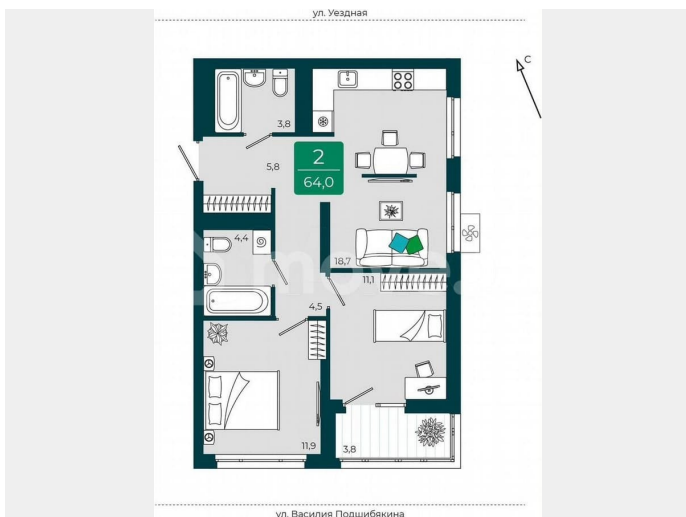 ул. Уездная
С
3,8
5,8
2
64,0
4,4
18,7
11,1
move.
4,5
11,9
3,8
ул. Василия Подшибякина